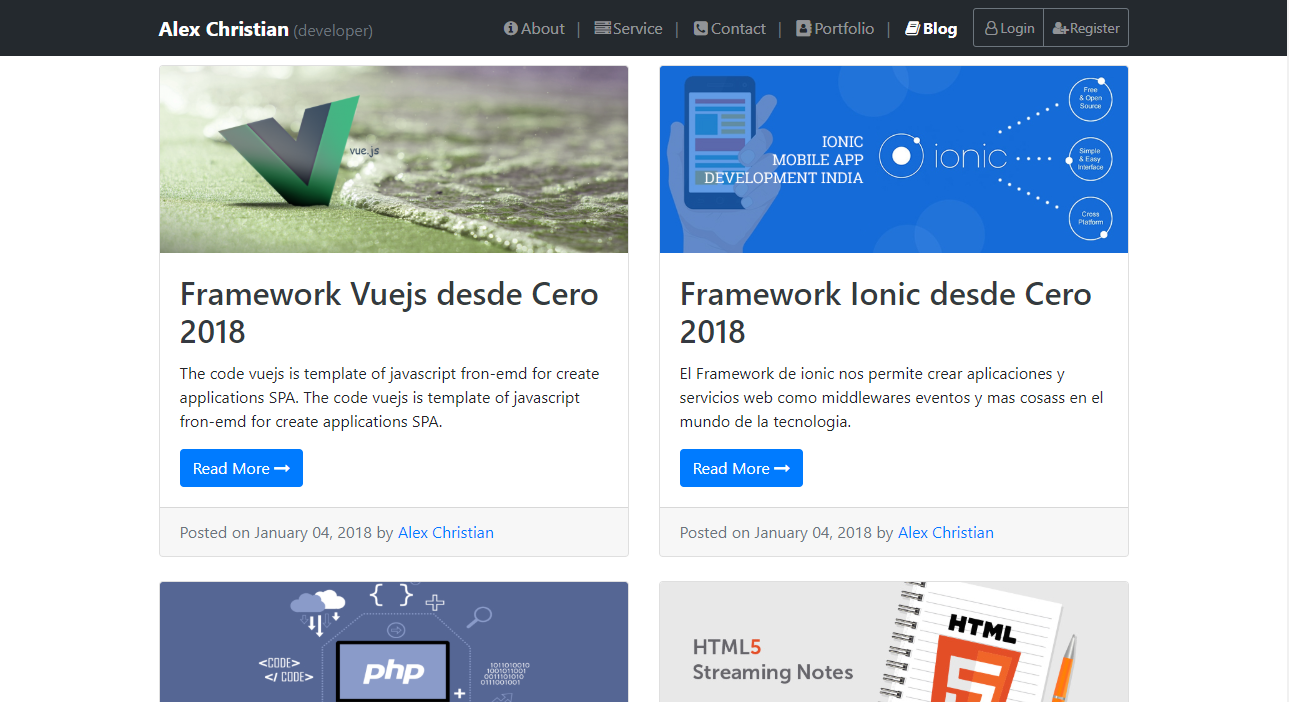 Alex Christian (developer)
About | Service | Contact | Portfolio | Blog Login Register
vue.js
IONIC
MOBILE APP
DEVELOPMENT INDIA
ionic
Free
& Open
Source
Simple
& Easy
Interface
Cross
Platform
Framework Vuejs desde Cero
2018
The code vuejs is template of javascript fron-emd for create
applications SPA. The code vuejs is template of javascript
fron-emd for create applications SPA.
Read More
Posted on January 04, 2018 by Alex Christian
Framework Ionic desde Cero
2018
El Framework de ionic nos permite crear aplicaciones y
servicios web como middlewares eventos y mas cosass en el
mundo de la tecnologia.
Read More
Posted on January 04, 2018 by Alex Christian
{ }
<CODE>
</ CODE>
php
1011010010
1001011001
0011101010
0111001001
HTML5
Streaming Notes
HTML